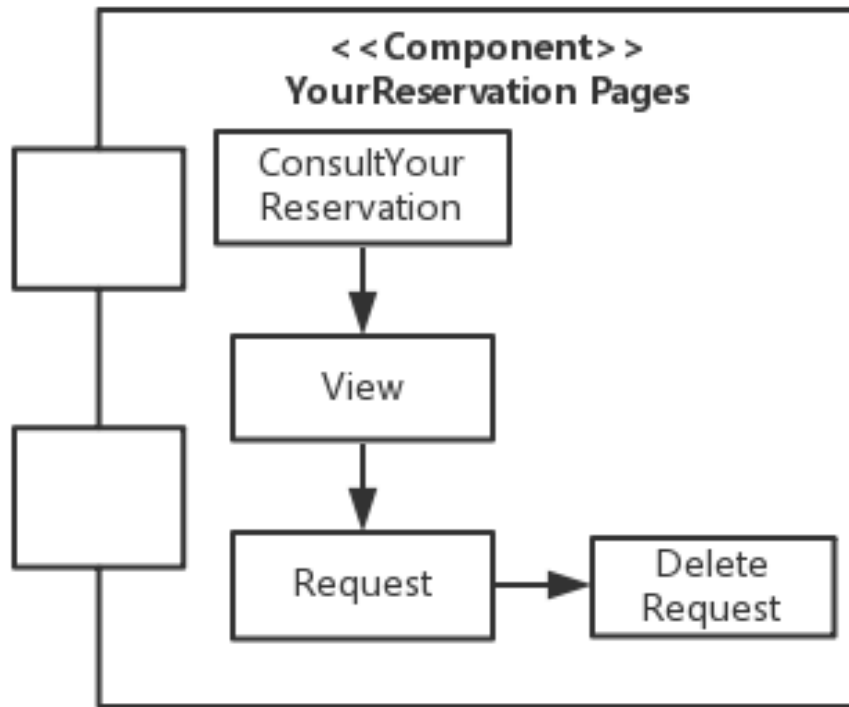 <<Component>>
YourReservation Pages
ConsultYour
Reservation
View
Request
Delete
Request